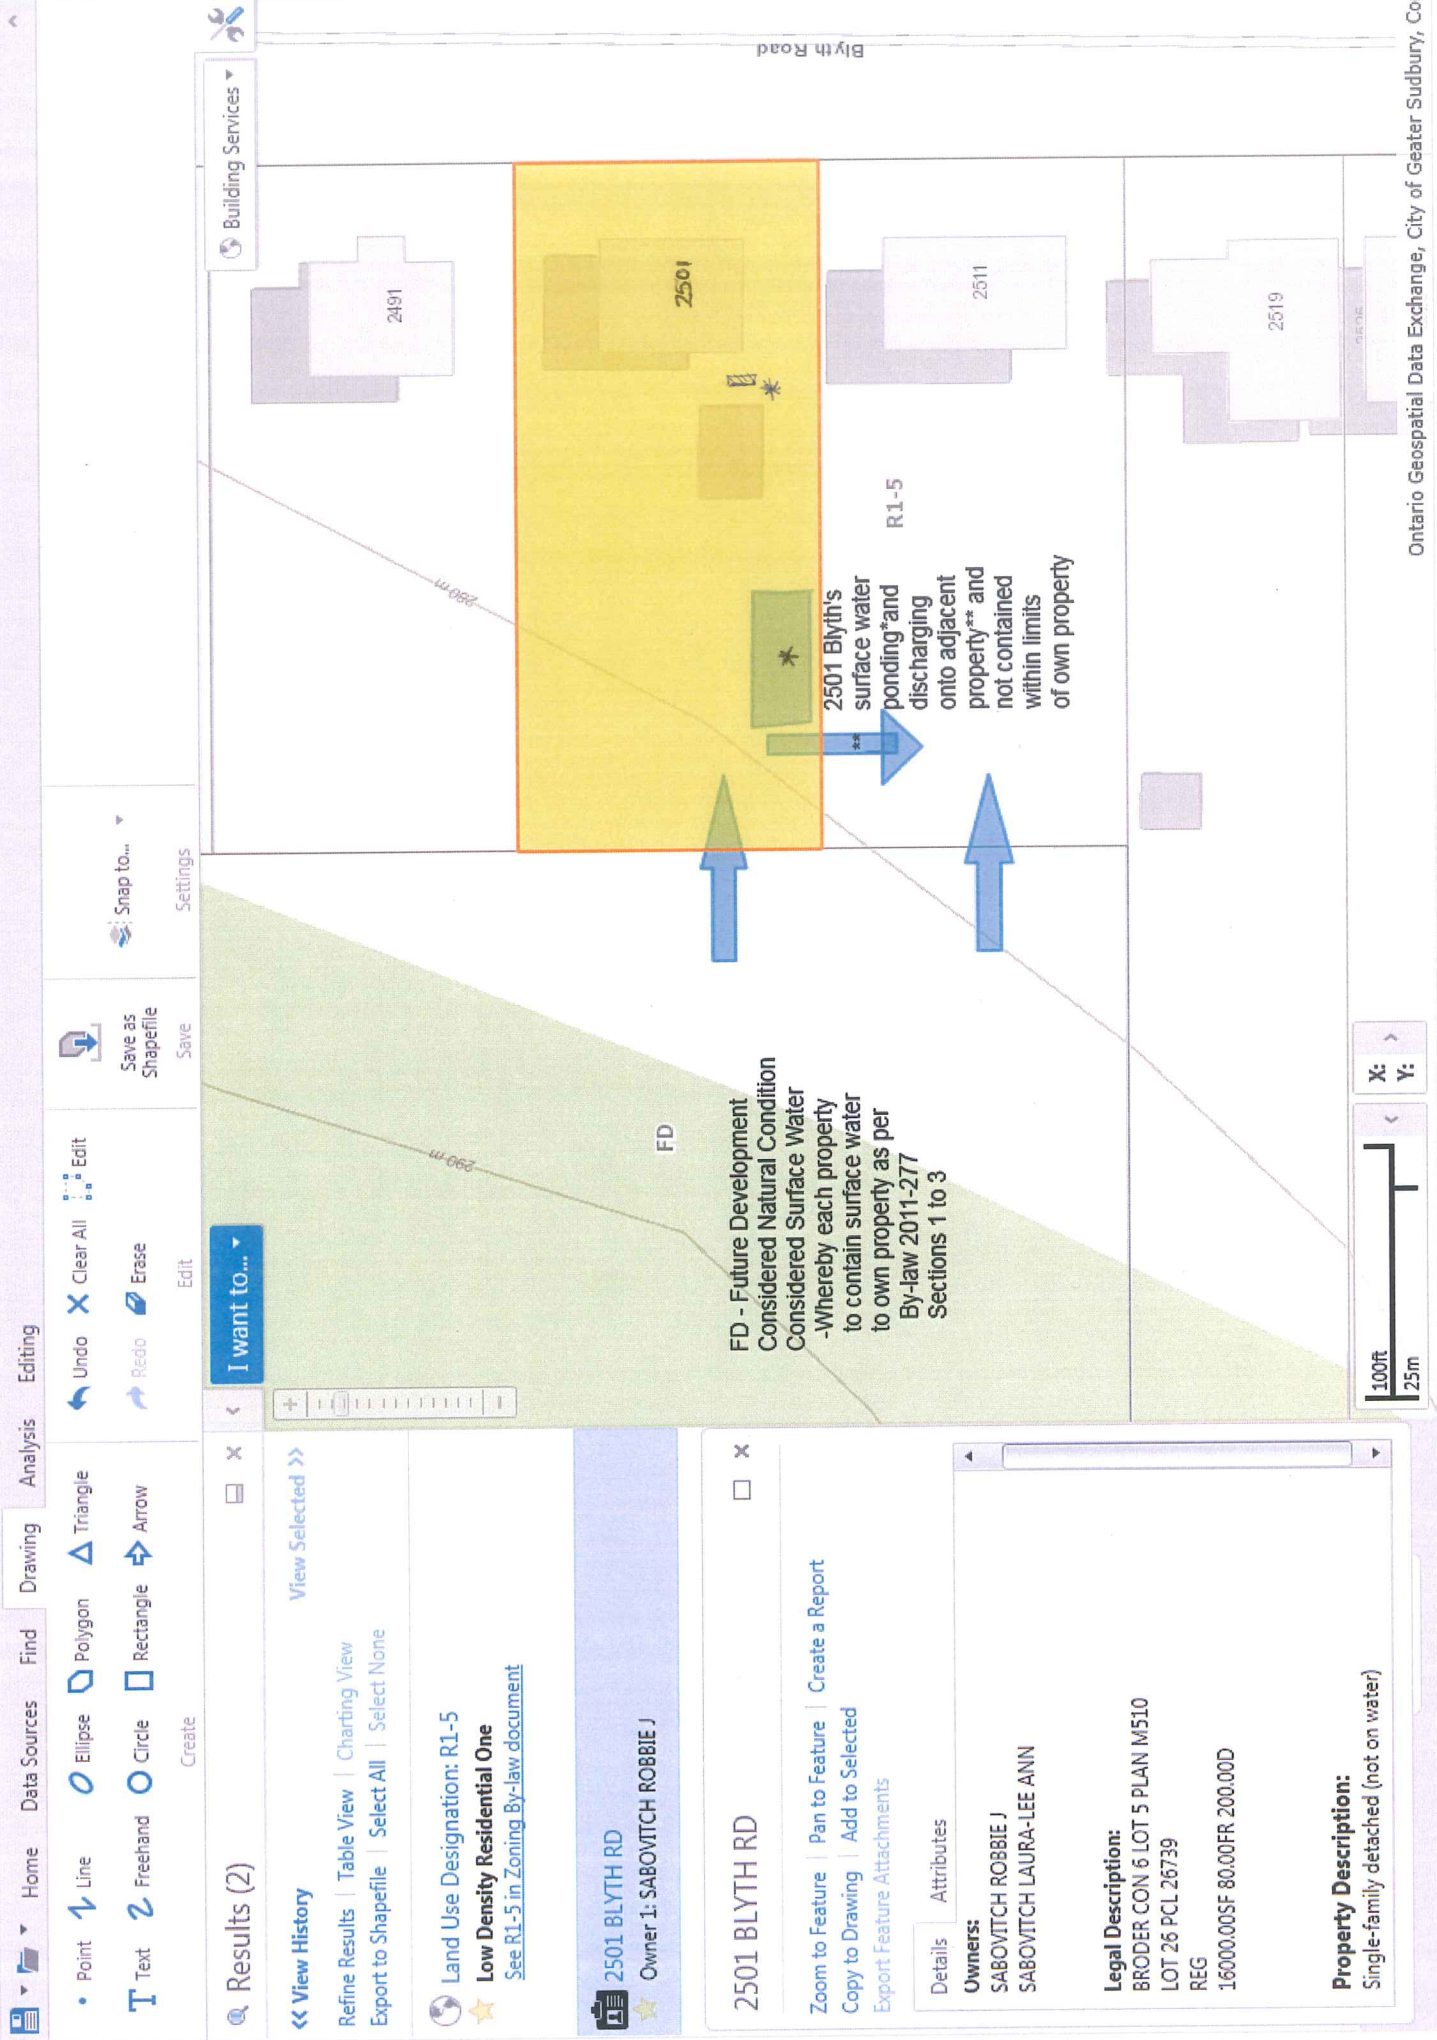 Home Data Sources Find Drawing Analysis Editing
Point Line Ellipse Polygon Triangle
Text Freehand Circle Rectangle Arrow
Create
Undo Clear All Edit
Redo Erase
Edit
Save as
Shapefile
Save
Snap to...
Settings
Results (2)
<< View History
View Selected >>
Refine Results | Table View | Charting View
Export to Shapefile | Select All | Select None
Land Use Designation: R1-5
Low Density Residential One
See R1-5 in Zoning By-law document
2501 BLYTH RD
Owner 1: SABOVITCH ROBBIE J
2501 BLYTH RD
Zoom to Feature | Pan to Feature | Create a Report
Copy to Drawing | Add to Selected
Export Feature Attachments
Details Attributes
Owners:
SABOVITCH ROBBIE J
SABOVITCH LAURA-LEE ANN
Legal Description:
BRODER CON 6 LOT 5 PLAN M510
LOT 26 PCL 26739
REG
16000.00SF 80.00FR 200.00D
Property Description:
Single-family detached (not on water)
I want to...
Building Services
290 m
280 m
FD
FD - Future Development
Considered Natural Condition
Considered Surface Water
-Whereby each property
to contain surface water
to own property as per
By-law 2011-277
Sections 1 to 3
2491
2501
*
*
**
2501 Blyth's
surface water
ponding*and
discharging
onto adjacent
property** and
not contained
within limits
of own property
R1-5
2511
2519
Blyth Road
100ft
25m
X:
Y:
Ontario Geospatial Data Exchange, City of Geater Sudbury, Co